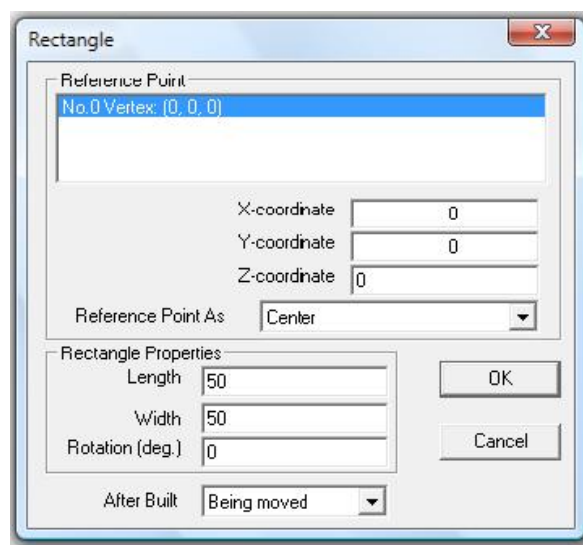 Rectangle
Reference Point
No.0 Vertex: (0, 0, 0)
X-coordinate 0
Y-coordinate 0
Z-coordinate 0
Reference Point As Center
Rectangle Properties
Length 50
Width 50
Rotation (deg.) 0
OK
Cancel
After Built Being moved